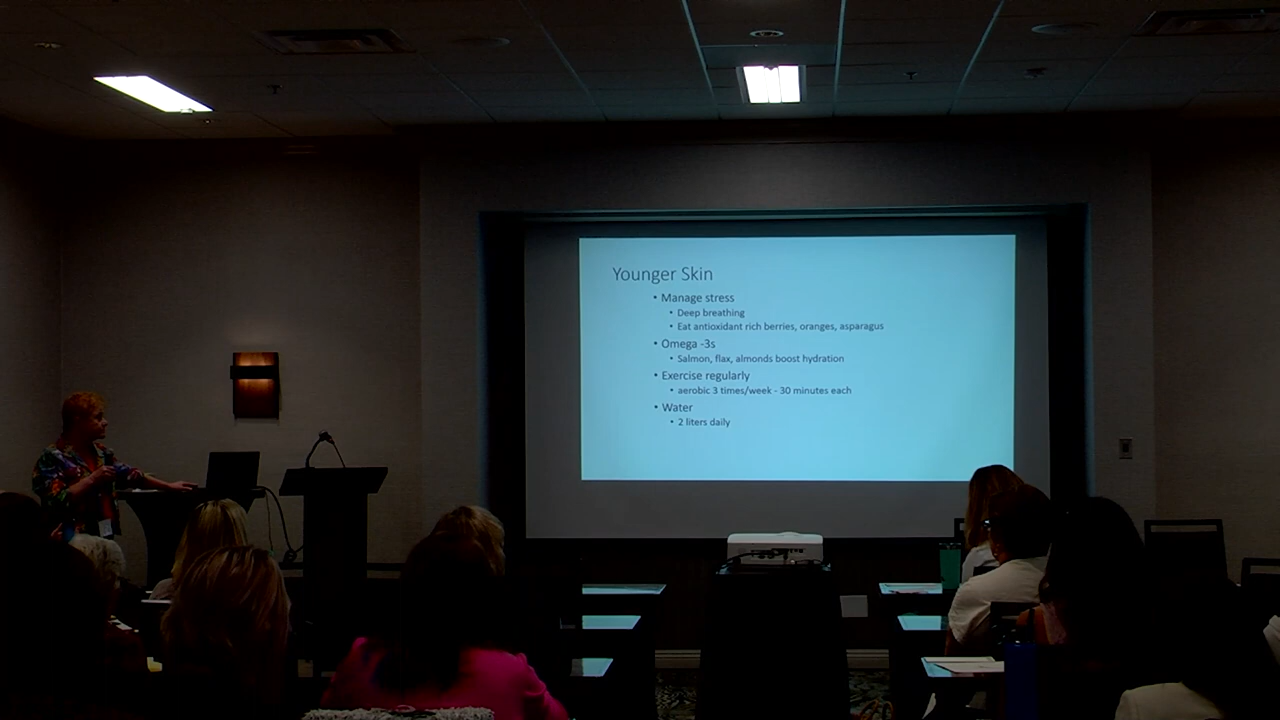 Younger Skin
• Manage stress
• Deep breathing
• Eat antioxidant rich berries, oranges, asparagus
• Omega -3s
• Salmon, flax, almonds boost hydration
• Exercise regularly
• aerobic 3 times/week - 30 minutes each
• Water
• 2 liters daily